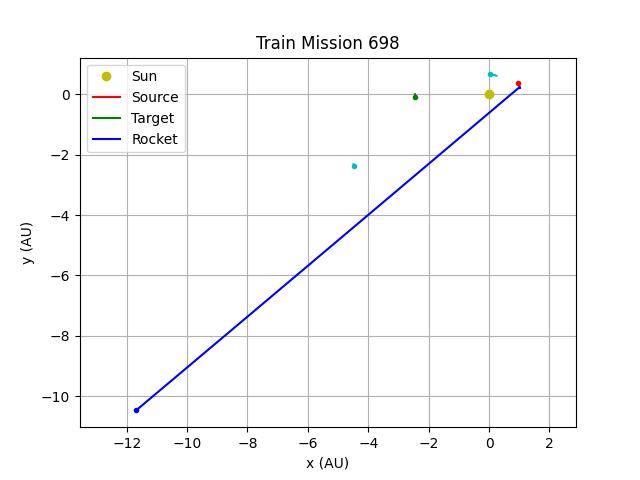 Train Mission 698
Sun
Source
Target
Rocket
0
−2
−4
−6
−8
−10
y (AU)
−12
−10
−8
−6
−4
−2
0
2
x (AU)